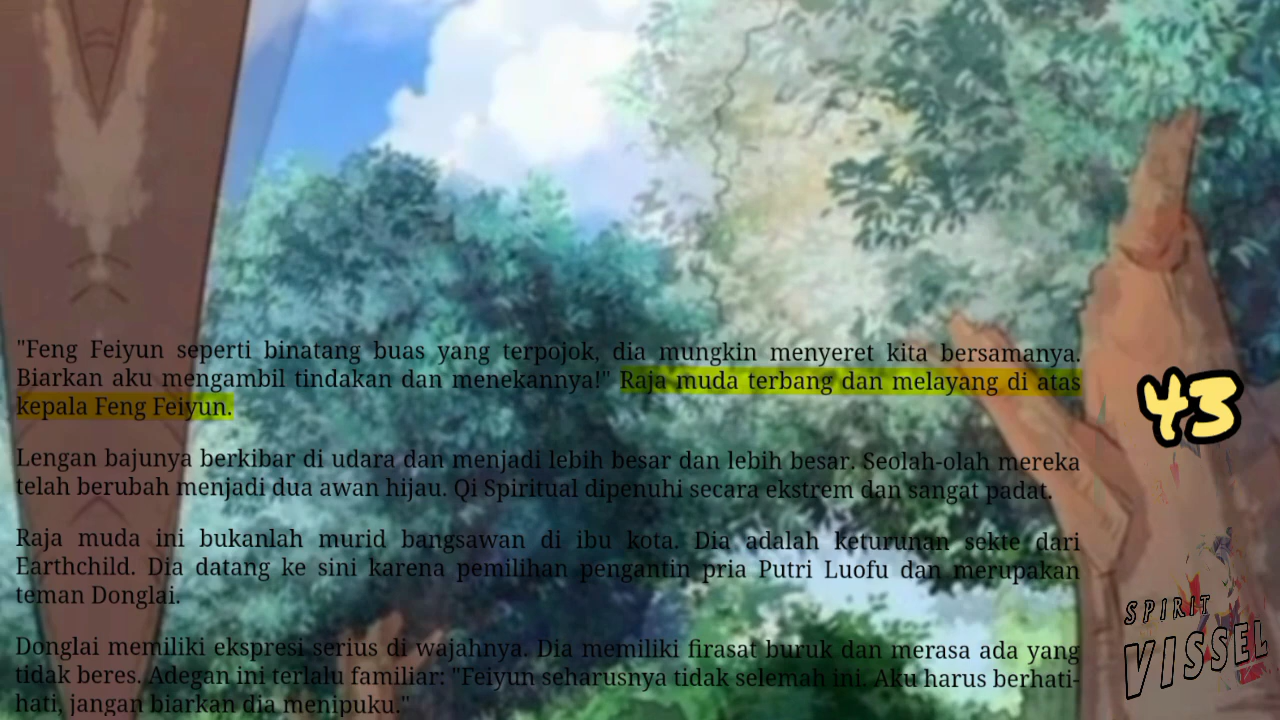 "Feng Feiyun seperti binatang buas yang terpojok, dia mungkin menyeret kita bersamanya.
Biarkan aku mengambil tindakan dan menekannya!" Raja muda terbang dan melayang di atas
kepala Feng Feiyun.
Lengan bajunya berkibar di udara dan menjadi lebih besar dan lebih besar. Seolah-olah mereka
telah berubah menjadi dua awan hijau. Qi Spiritual dipenuhi secara ekstrem dan sangat padat.
Raja muda ini bukanlah murid bangsawan di ibu kota. Dia adalah keturunan sekte dari
Earthchild. Dia datang ke sini karena pemilihan pengantin pria Putri Luofu dan merupakan
teman Donglai.
Donglai memiliki ekspresi serius di wajahnya. Dia memiliki firasat buruk dan merasa ada yang
tidak beres. Adegan ini terlalu familiar: "Feiyun seharusnya tidak selemah ini. Aku harus berhati-
hati, jangan biarkan dia menipuku."
43
SPIRIT
VISSEL